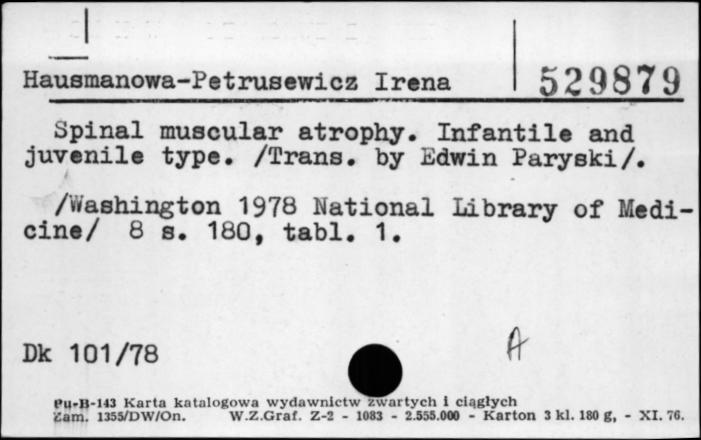 Hausmanowa-Petrusewicz Irena
529879
Spinal muscular atrophy. Infantile and
juvenile type. /Trans. by Edwin Paryski/.
/Washington 1978 National Library of Medi-
cine/ 8 s. 180, tabl. 1.
Dk 101/78
A
Pu-B-143 Karta katalogowa wydawnictw zwartych i ciągłych
Zam. 1355/DW/On. W.Z.Graf. Z-2 - 1083 - 2.555.000 - Karton 3 kl. 180 g, - XI. 76.